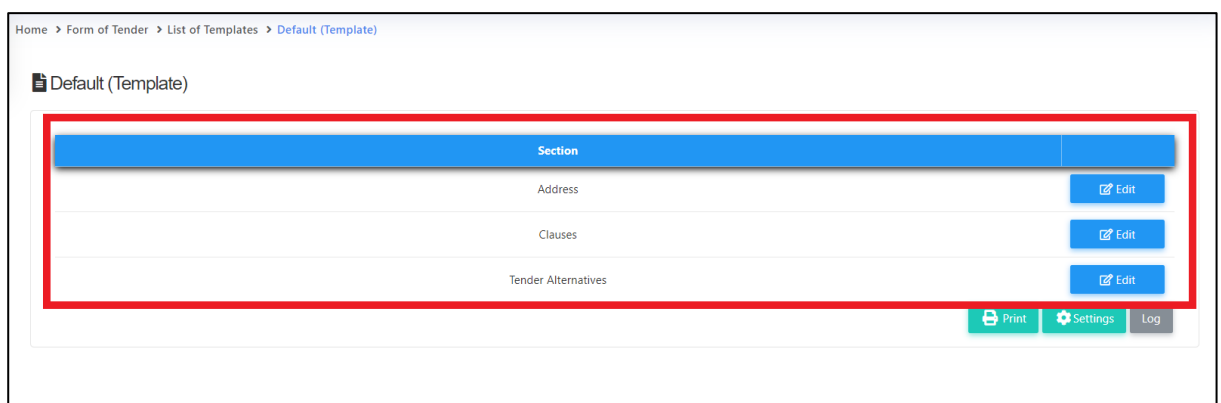 Home > Form of Tender > List of Templates > Default (Template)
Default (Template)
Section
Address Edit
Clauses Edit
Tender Alternatives Edit
Print Settings Log